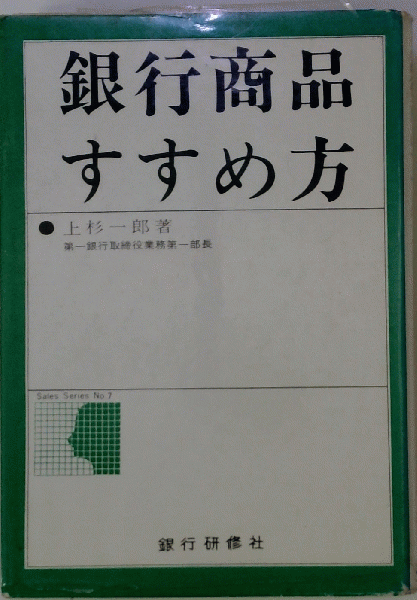 銀行商品
すすめ方
●上杉一郎著
第一銀行取締役業務第一部長
Sales Series No.7
銀行研修社